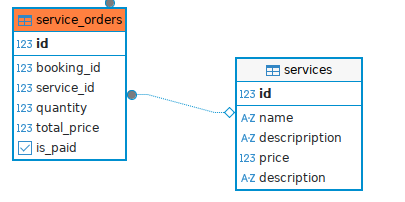 service_orders
123 id
123 booking_id
123 service_id
123 quantity
123 total_price
is_paid
services
123 id
A-Z name
A-Z descripription
123 price
A-Z description